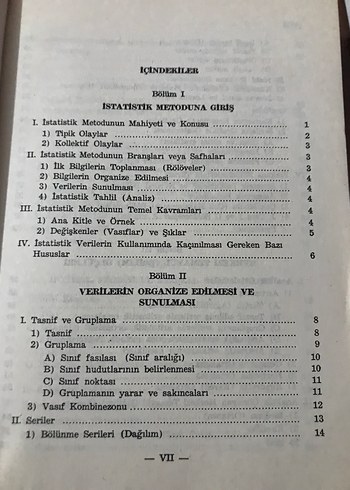 İÇİNDEKİLER
Bölüm I
İSTATİSTİK METODUNA GİRİŞ
I. İstatistik Metodunun Mahiyeti ve Konusu ........ 1
1) Tipik Olaylar ........ 2
2) Kollektif Olaylar ........ 3
II. İstatistik Metodunun Branşları veya Safhaları ........ 3
1) İlk Bilgilerin Toplanması (Rölöveler) ........ 3
2) Bilgilerin Organize Edilmesi ........ 4
3) Verilerin Sunulması ........ 4
4) İstatistik Tahlil (Analiz) ........ 4
III. İstatistik Metodunun Temel Kavramları ........ 4
1) Ana Kitle ve Örnek ........ 4
2) Değişkenler (Vasıflar) ve Şıklar ........ 5
IV. İstatistik Verilerin Kullanımında Kaçınılması Gereken Bazı
Hususlar ........ 6
Bölüm II
VERİLERİN ORGANİZE EDİLMESİ VE
SUNULMASI
I. Tasnif ve Gruplama ........ 8
1) Tasnif ........ 8
2) Gruplama ........ 9
A) Sınıf fasılası (Sınıf aralığı) ........ 10
B) Sınıf hudutlarının belirlenmesi ........ 10
C) Sınıf noktası ........ 11
D) Gruplamanın yarar ve sakıncaları ........ 11
3) Vasıf Kombinezonu ........ 12
II. Seriler ........ 13
1) Bölünme Serileri (Dağılım) ........ 14
— VII —